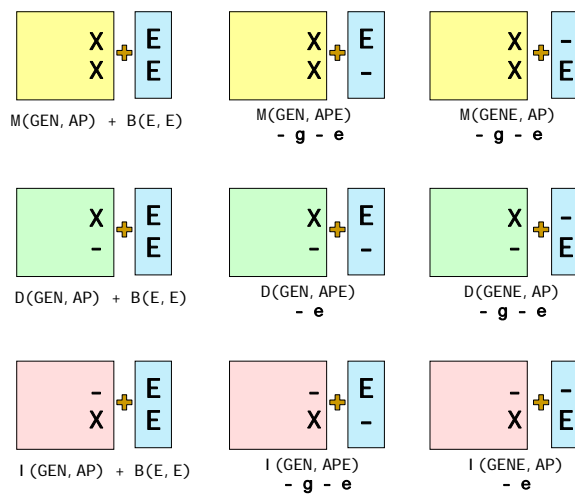 X + E X + E X + -
X E X - X E
M(GEN, AP) + B(E, E) M(GEN, APE) M(GENE, AP)
- g - e - g - e
X + E X + E X + -
- E - - - E
D(GEN, AP) + B(E, E) D(GEN, APE) D(GENE, AP)
- e - g - e
- + E - + E - + -
X E X - X E
I(GEN, AP) + B(E, E) I(GEN, APE) I(GENE, AP)
- g - e - e